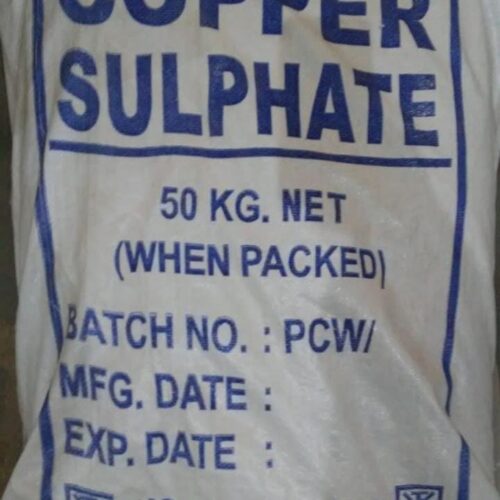 COPPER
SULPHATE
50 KG. NET
(WHEN PACKED)
BATCH NO. : PCW/
MFG. DATE :
EXP. DATE :